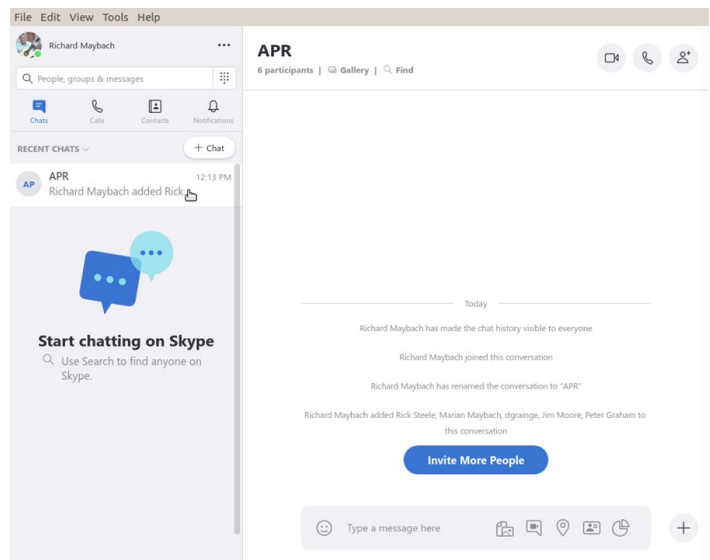 File Edit View Tools Help
Richard Maybach
People, groups & messages
Chats
Calls
Contacts
Notifications
RECENT CHATS
+ Chat
AP
APR
12:13 PM
Richard Maybach added Rick
Start chatting on Skype
Use Search to find anyone on
Skype.
APR
6 participants | Gallery | Find
Today
Richard Maybach has made the chat history visible to everyone
Richard Maybach joined this conversation
Richard Maybach has renamed the conversation to "APR"
Richard Maybach added Rick Steele, Marian Maybach, dgrainge, Jim Moore, Peter Graham to
this conversation
Invite More People
Type a message here